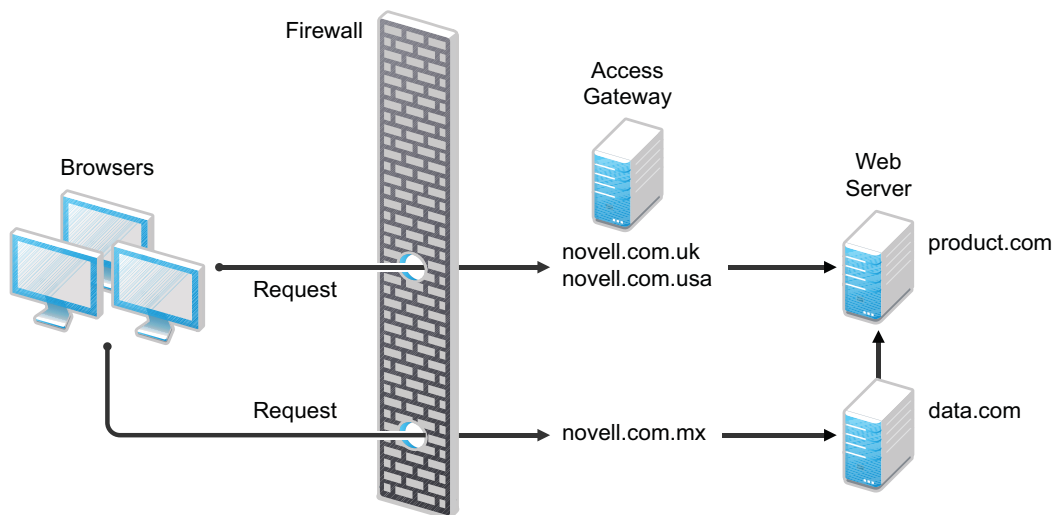 Firewall
Access
Gateway
Browsers
Web
Server
novell.com.uk
novell.com.usa
product.com
Request
Request
novell.com.mx
data.com